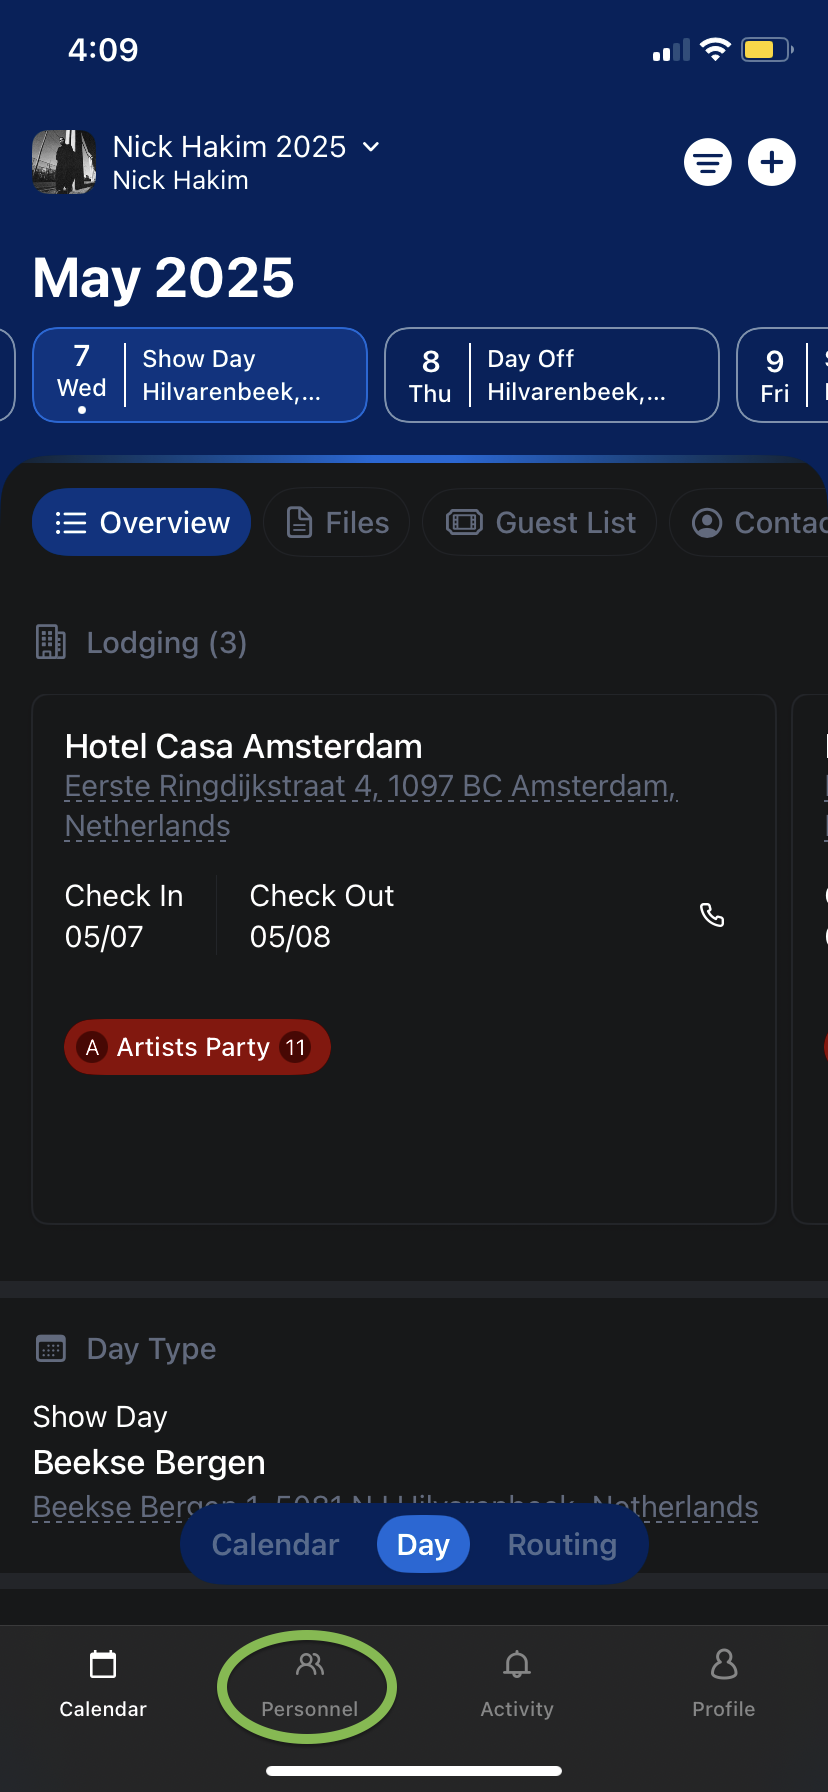 4:09
Nick Hakim 2025
Nick Hakim
May 2025
7
Wed
Show Day
Hilvarenbeek,...
8
Thu
Day Off
Hilvarenbeek,...
9
Fri
Overview
Files
Guest List
Contac
Lodging (3)
Hotel Casa Amsterdam
Eerste Ringdijkstraat 4, 1097 BC Amsterdam,
Netherlands
Check In
05/07
Check Out
05/08
A Artists Party 11
Day Type
Show Day
Beekse Bergen
Beekse Bergen 1, 5081 NJ Hilvarenbeek, Netherlands
Calendar
Day
Routing
Calendar
Personnel
Activity
Profile